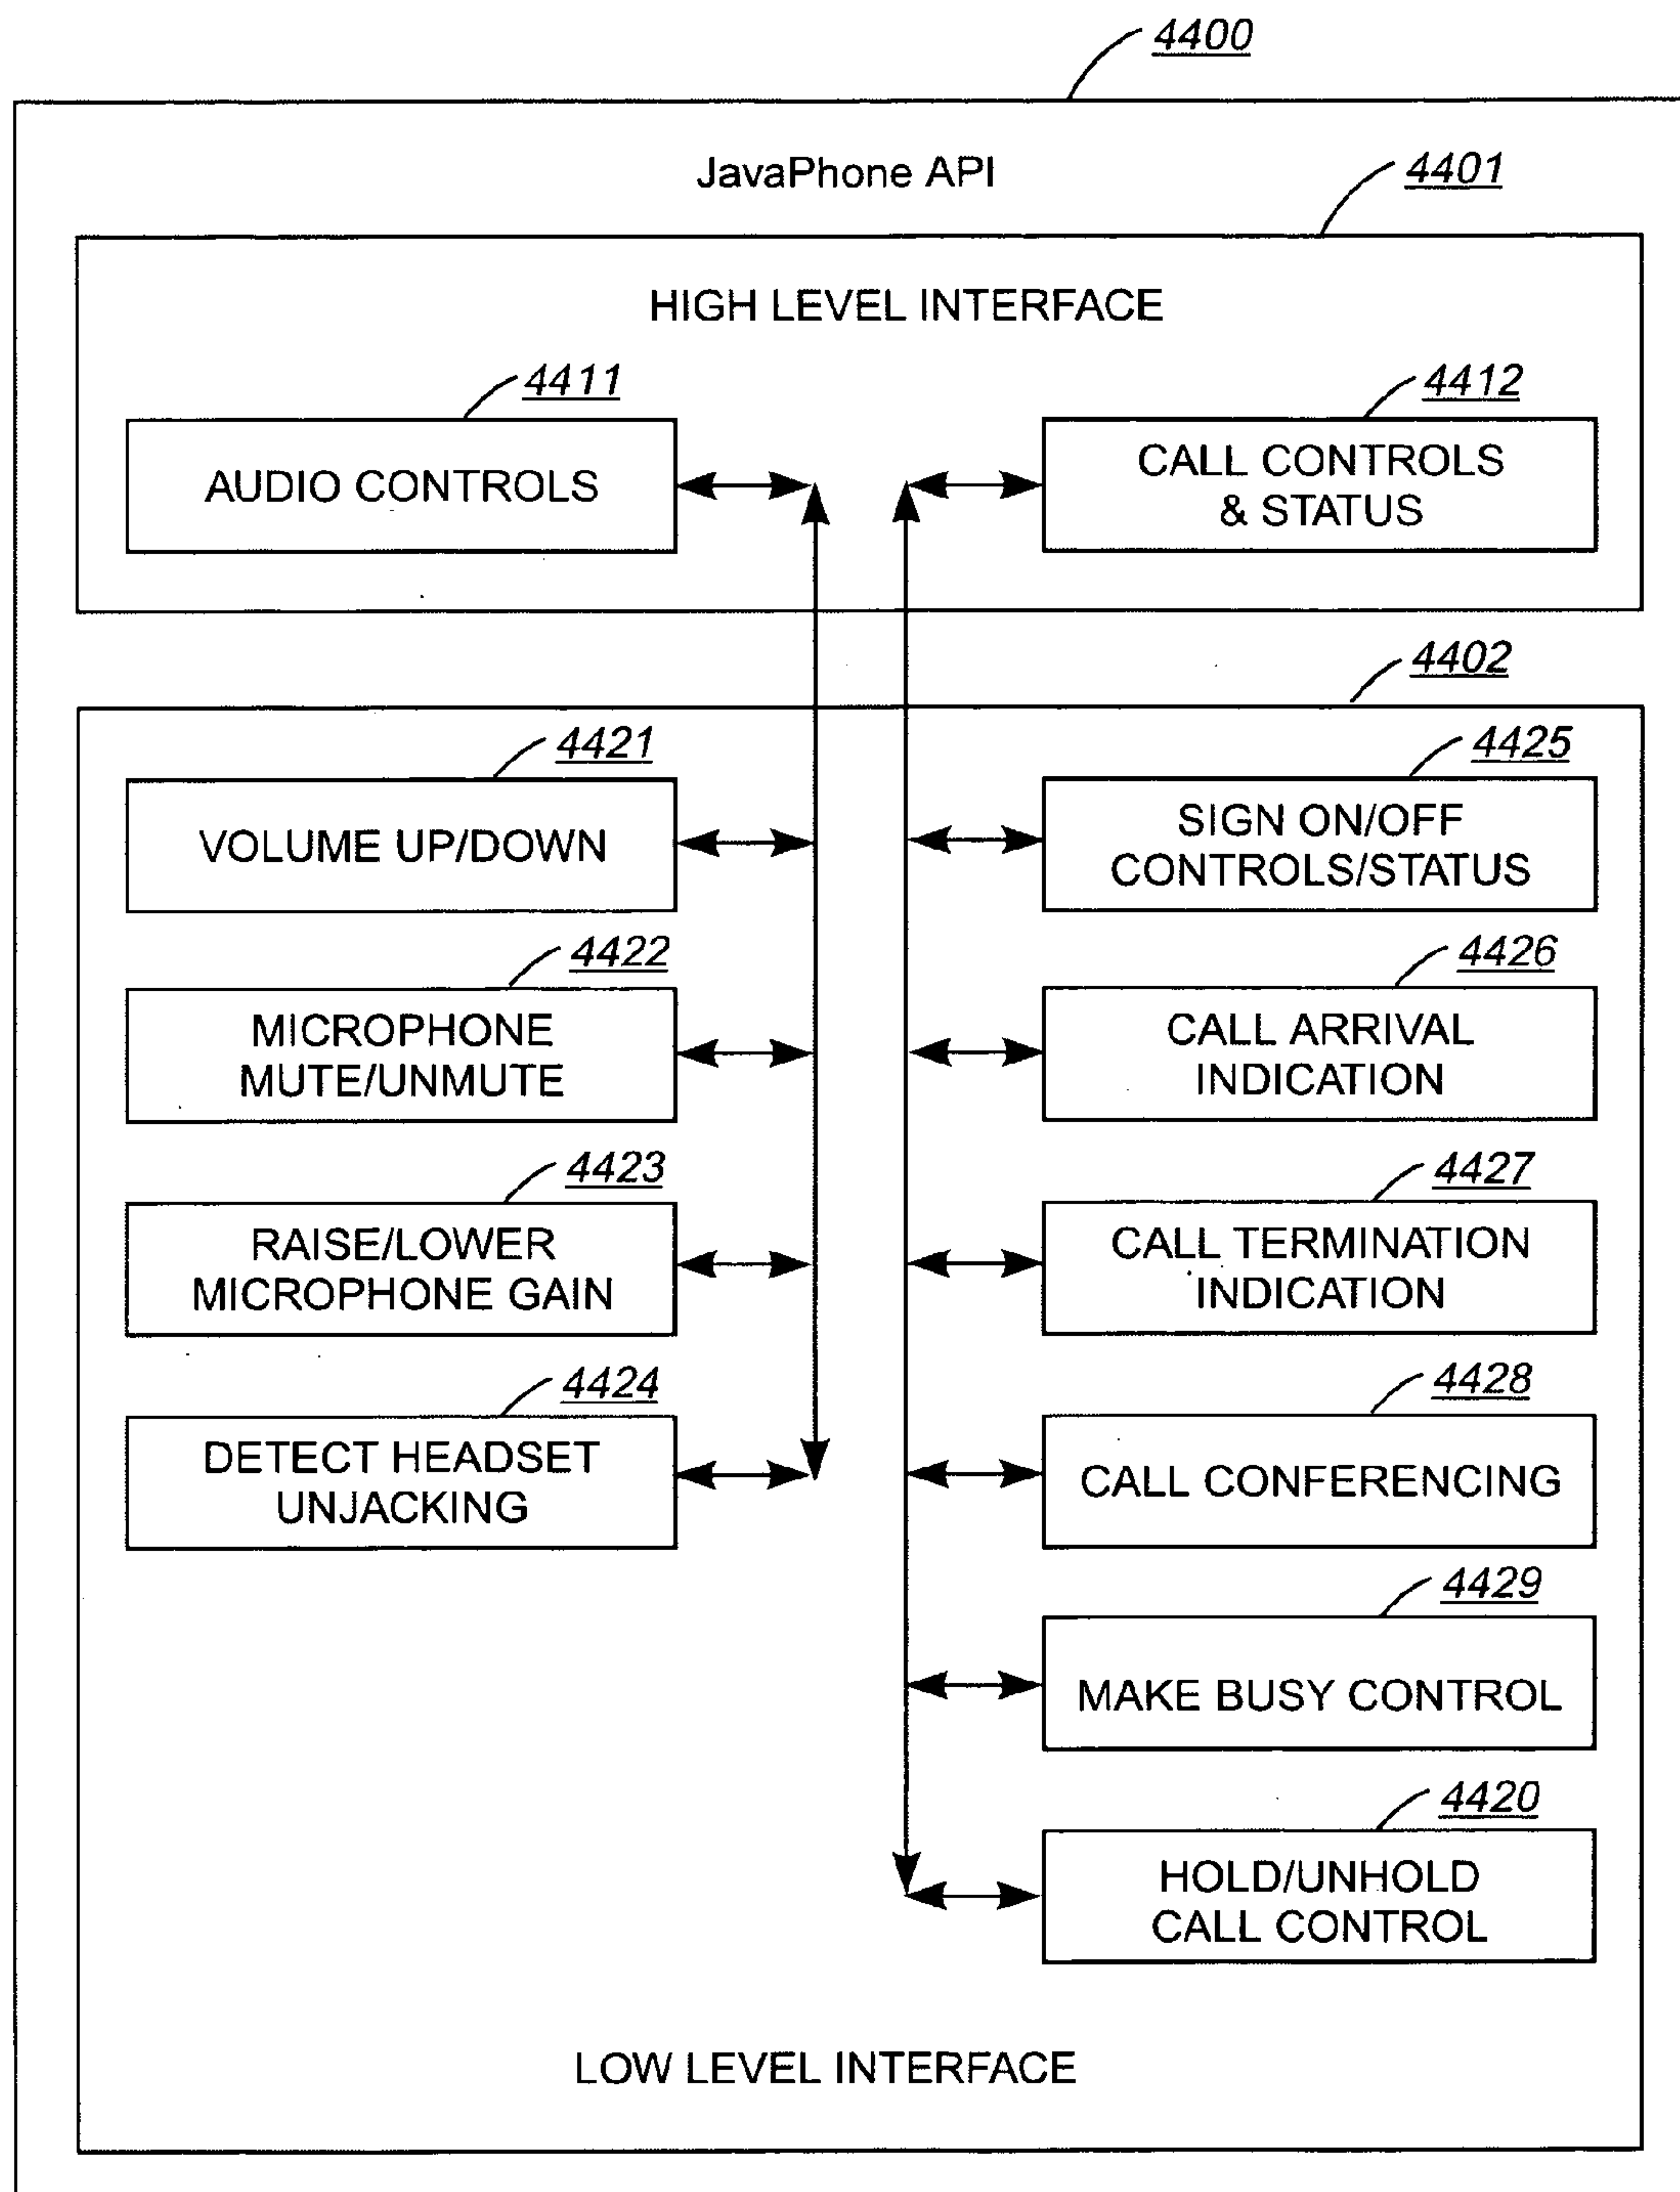 4400
JavaPhone API
4401
HIGH LEVEL INTERFACE
4411
AUDIO CONTROLS
4412
CALL CONTROLS
& STATUS
4402
4421
VOLUME UP/DOWN
4425
SIGN ON/OFF
CONTROLS/STATUS
4422
MICROPHONE
MUTE/UNMUTE
4426
CALL ARRIVAL
INDICATION
4423
RAISE/LOWER
MICROPHONE GAIN
4427
CALL TERMINATION
INDICATION
4424
DETECT HEADSET
UNJACKING
4428
CALL CONFERENCING
4429
MAKE BUSY CONTROL
4420
HOLD/UNHOLD
CALL CONTROL
LOW LEVEL INTERFACE